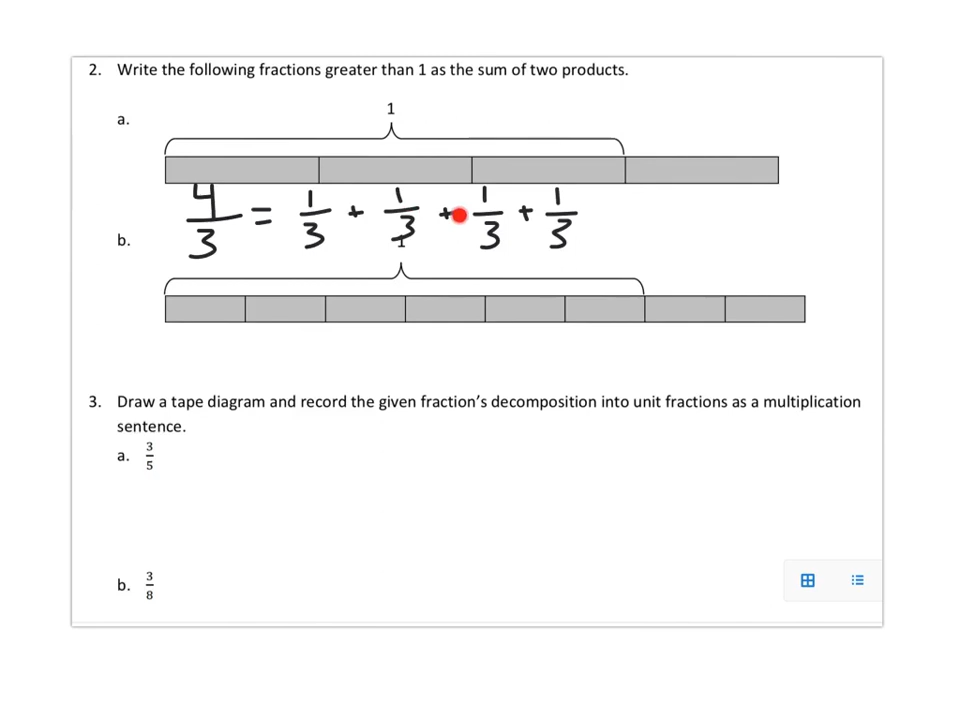 2. Write the following fractions greater than 1 as the sum of two products.
1
a.
4/3 = 1/3 + 1/3 + 1/3 + 1/3
b.
1
3. Draw a tape diagram and record the given fraction’s decomposition into unit fractions as a multiplication
sentence.
a. 3/5
b. 3/8